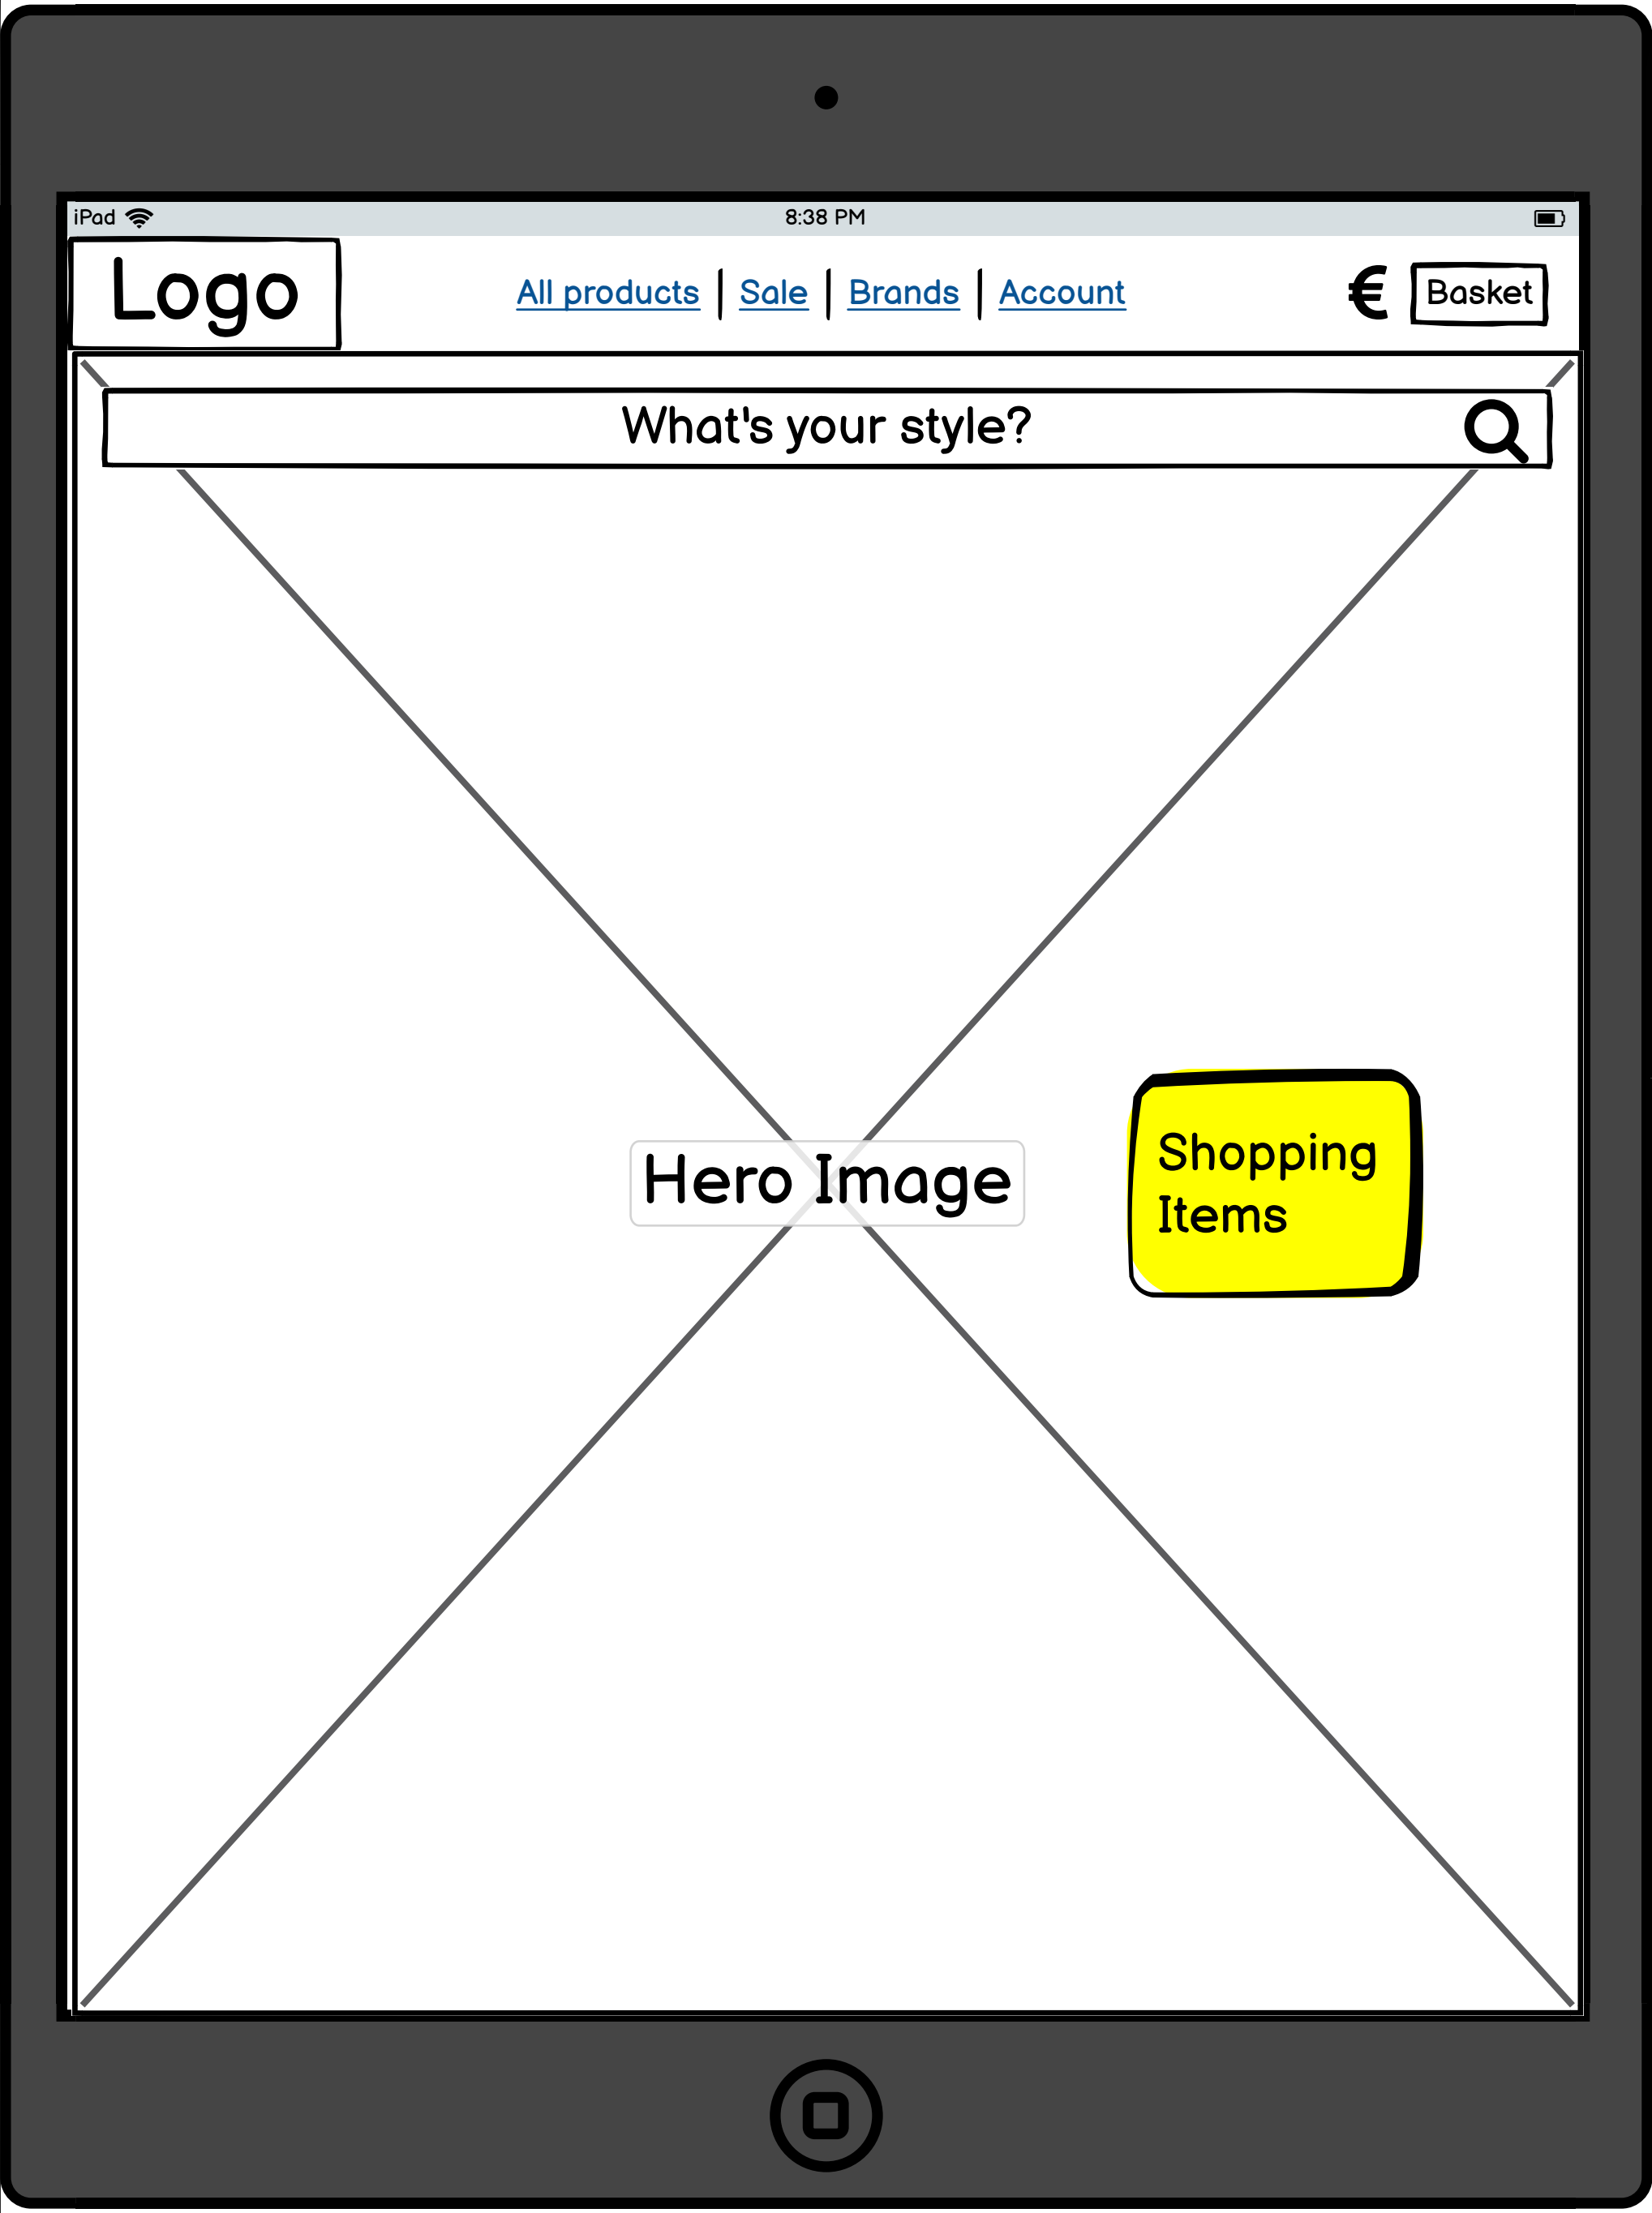 iPad 8:38 PM
Logo
All products | Sale | Brands | Account
€ Basket
What's your style?
Hero Image
Shopping
Items